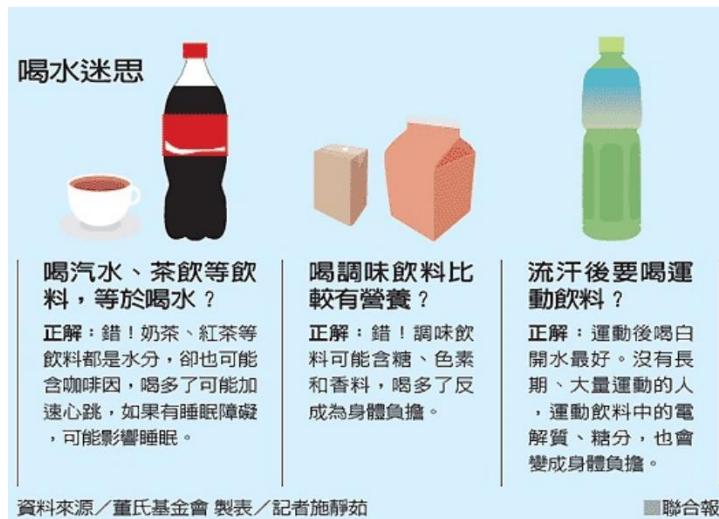 喝水迷思
喝汽水、茶飲等飲
料，等於喝水？
正解：錯！奶茶、紅茶等
飲料都是水分，卻也可能
含咖啡因，喝多了可能加
速心跳，如果有睡眠障礙
，可能影響睡眠。
喝調味飲料比
較有營養？
正解：錯！調味飲
料可能含糖、色素
和香料，喝多了反
成為身體負擔。
流汗後要喝運
動飲料？
正解：運動後喝白
開水最好。沒有長
期、大量運動的人
，運動飲料中的電
解質、糖分，也會
變成身體負擔。
資料來源／董氏基金會 製表／記者施靜茹
聯合報